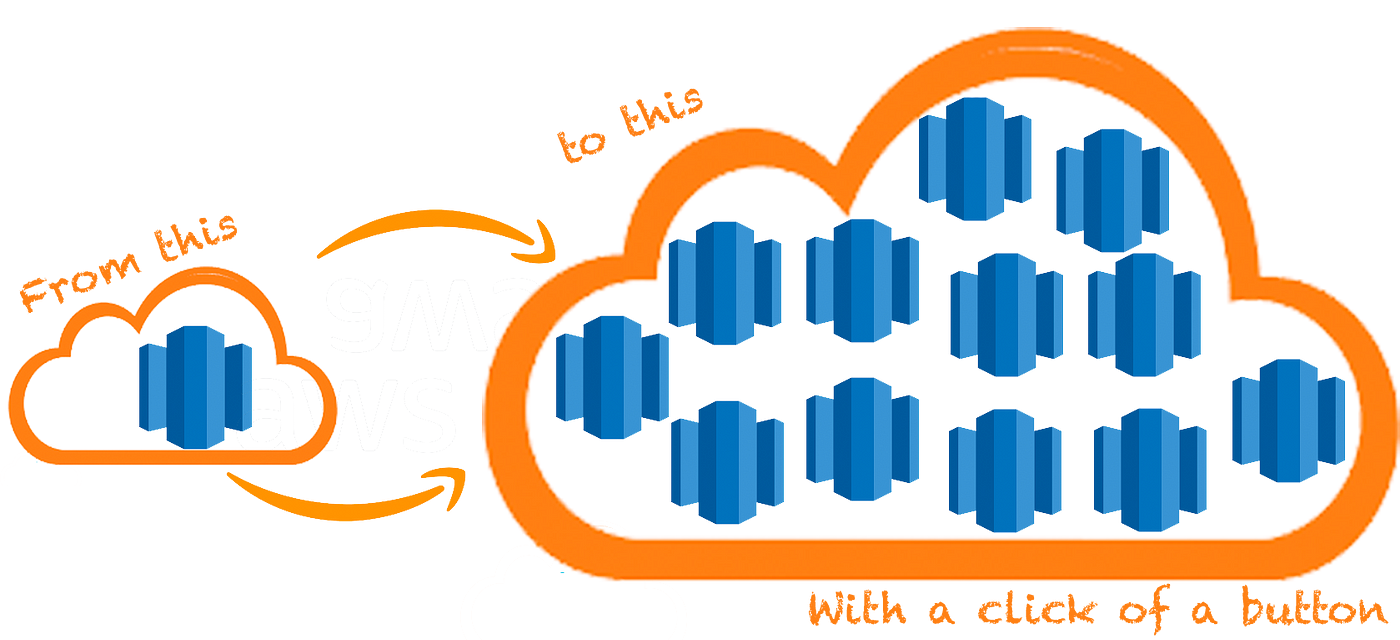 From this
to this
With a click of a button